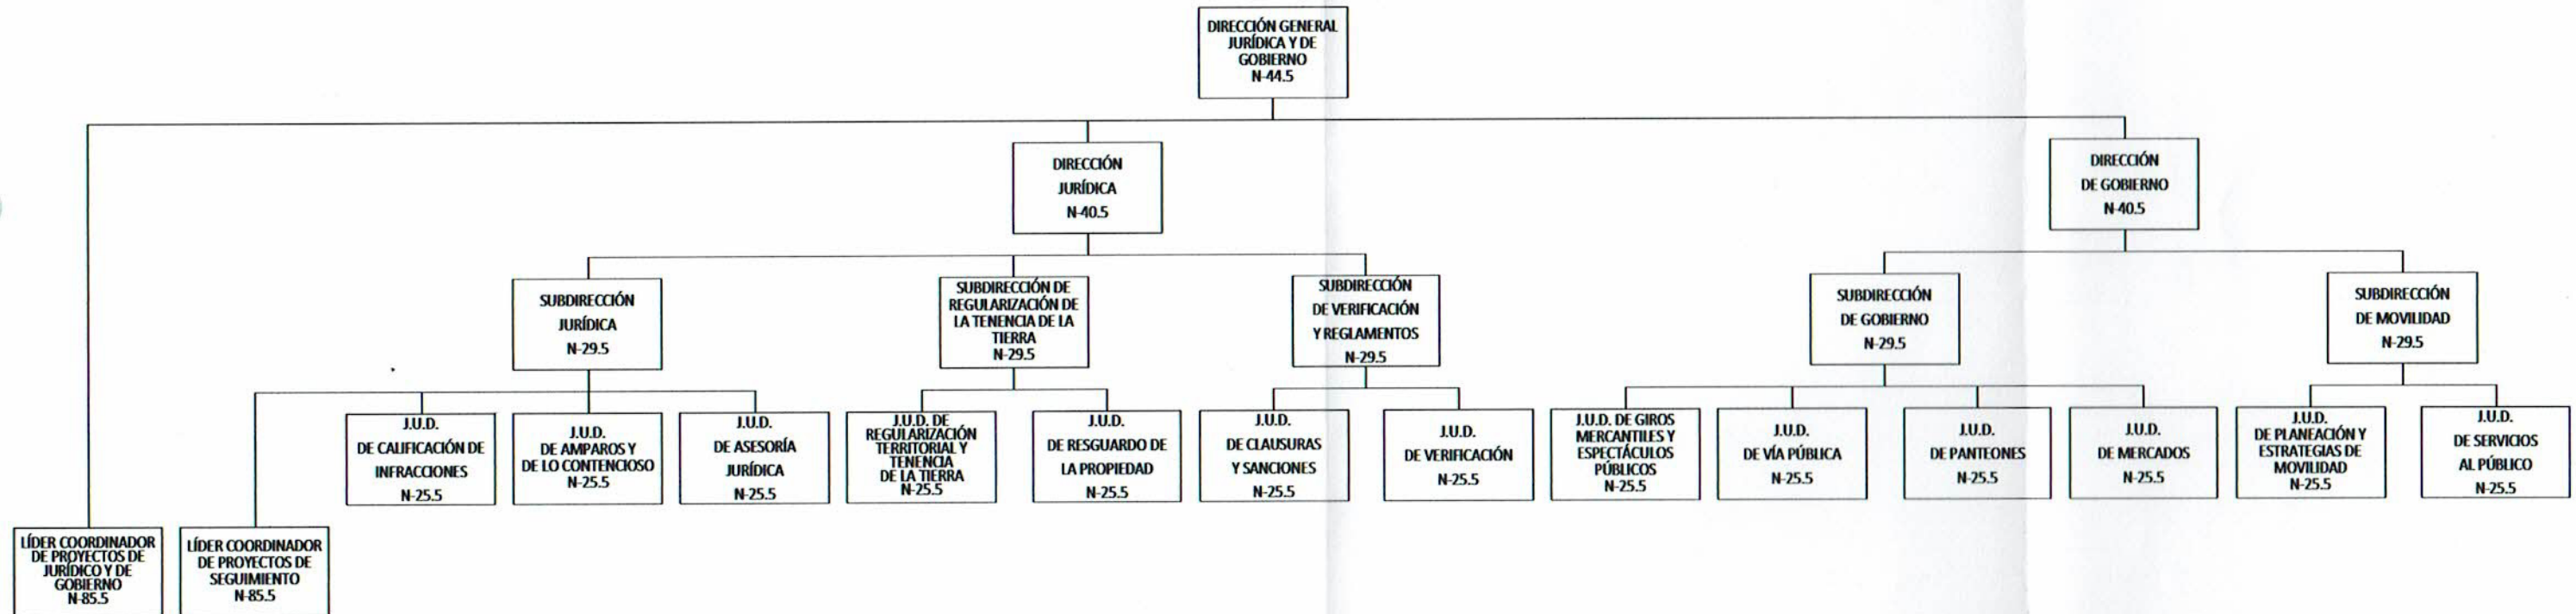 DIRECCIÓN GENERAL
JURÍDICA Y DE
GOBIERNO
N-44.5
DIRECCIÓN
JURÍDICA
N-40.5
DIRECCIÓN
DE GOBIERNO
N-40.5
SUBDIRECCIÓN
JURÍDICA
N-29.5
SUBDIRECCIÓN DE
REGULARIZACIÓN DE
LA TENENCIA DE LA
TIERRA
N-29.5
SUBDIRECCIÓN
DE VERIFICACIÓN
Y REGLAMENTOS
N-29.5
SUBDIRECCIÓN
DE GOBIERNO
N-29.5
SUBDIRECCIÓN
DE MOVILIDAD
N-29.5
J.U.D.
DE CALIFICACIÓN DE
INFRACCIONES
N-25.5
J.U.D.
DE AMPAROS Y
DE LO CONTENCIOSO
N-25.5
J.U.D.
DE ASESORÍA
JURÍDICA
N-25.5
J.U.D. DE
REGULARIZACIÓN
TERRITORIAL Y
TENENCIA
DE LA TIERRA
N-25.5
J.U.D.
DE RESGUARDO DE
LA PROPIEDAD
N-25.5
J.U.D.
DE CLAUSURAS
Y SANCIONES
N-25.5
J.U.D.
DE VERIFICACIÓN
N-25.5
J.U.D. DE GIROS
MERCANTILES Y
ESPECTÁCULOS
PÚBLICOS
N-25.5
J.U.D.
DE VÍA PÚBLICA
N-25.5
J.U.D.
DE PANTEONES
N-25.5
J.U.D.
DE MERCADOS
N-25.5
J.U.D.
DE PLANEACIÓN Y
ESTRATEGIAS DE
MOVILIDAD
N-25.5
J.U.D.
DE SERVICIOS
AL PÚBLICO
N-25.5
LÍDER COORDINADOR
DE PROYECTOS DE
JURÍDICO Y DE
GOBIERNO
N-85.5
LÍDER COORDINADOR
DE PROYECTOS DE
SEGUIMIENTO
N-85.5